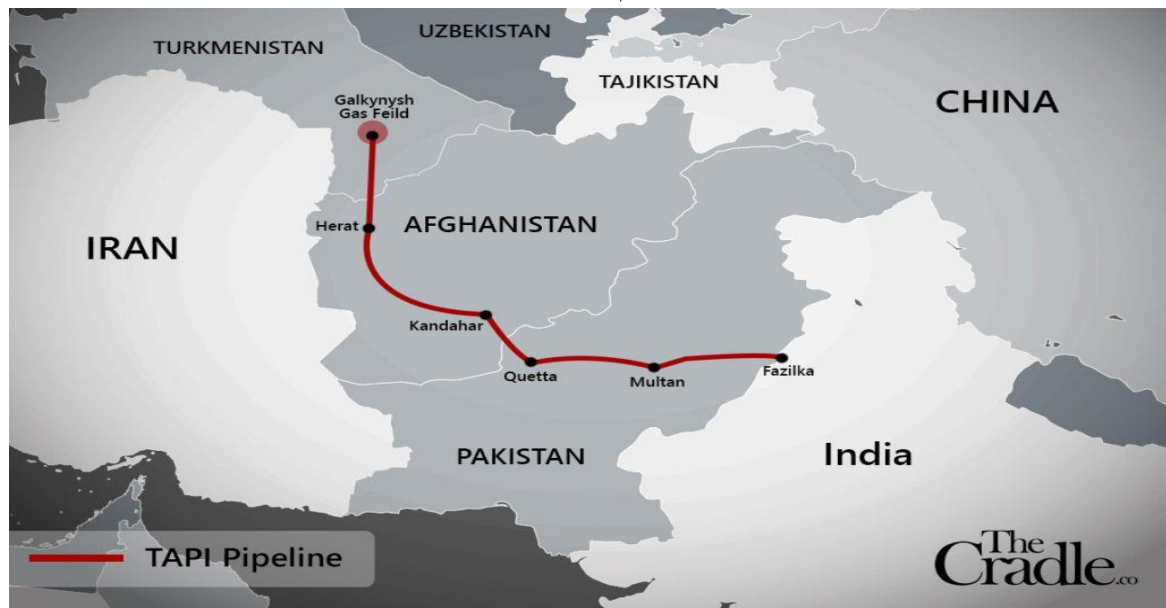 UZBEKISTAN
TURKMENISTAN
TAJIKISTAN
CHINA
Galkynysh
Gas Feild
Herat
AFGHANISTAN
IRAN
Kandahar
Quetta
Multan
Fazilka
PAKISTAN
India
TAPI Pipeline
The
Cradle.co